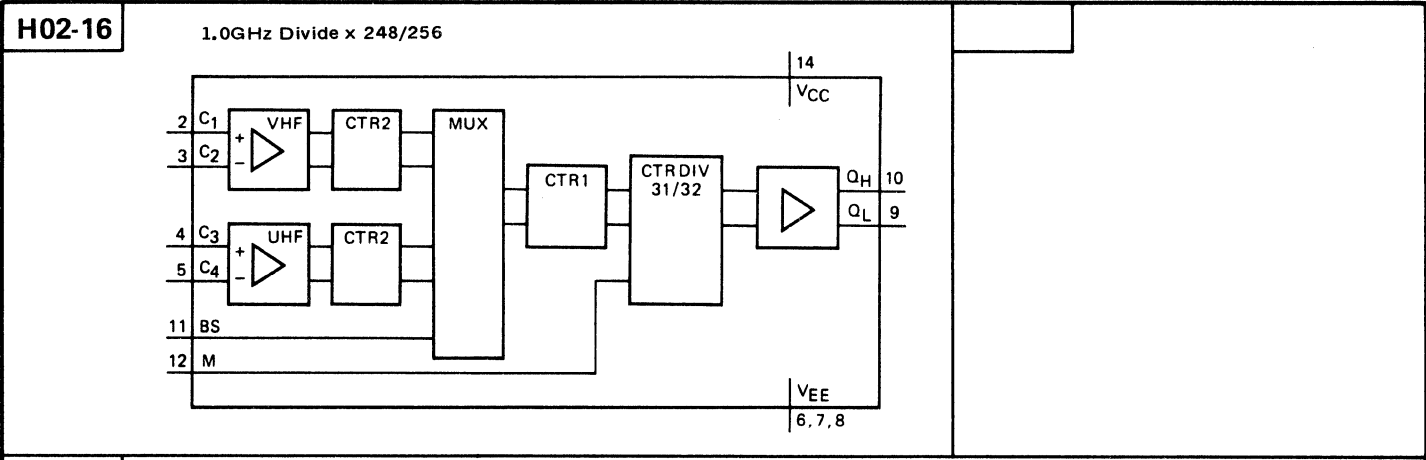 H02-16
1.0GHz Divide x 248/256
14
VCC
2 C1
VHF
CTR2
MUX
+
3 C2
−
CTR1
CTRDIV
31/32
QH 10
QL 9
4 C3
UHF
CTR2
+
5 C4
−
11 BS
12 M
VEE
6,7,8